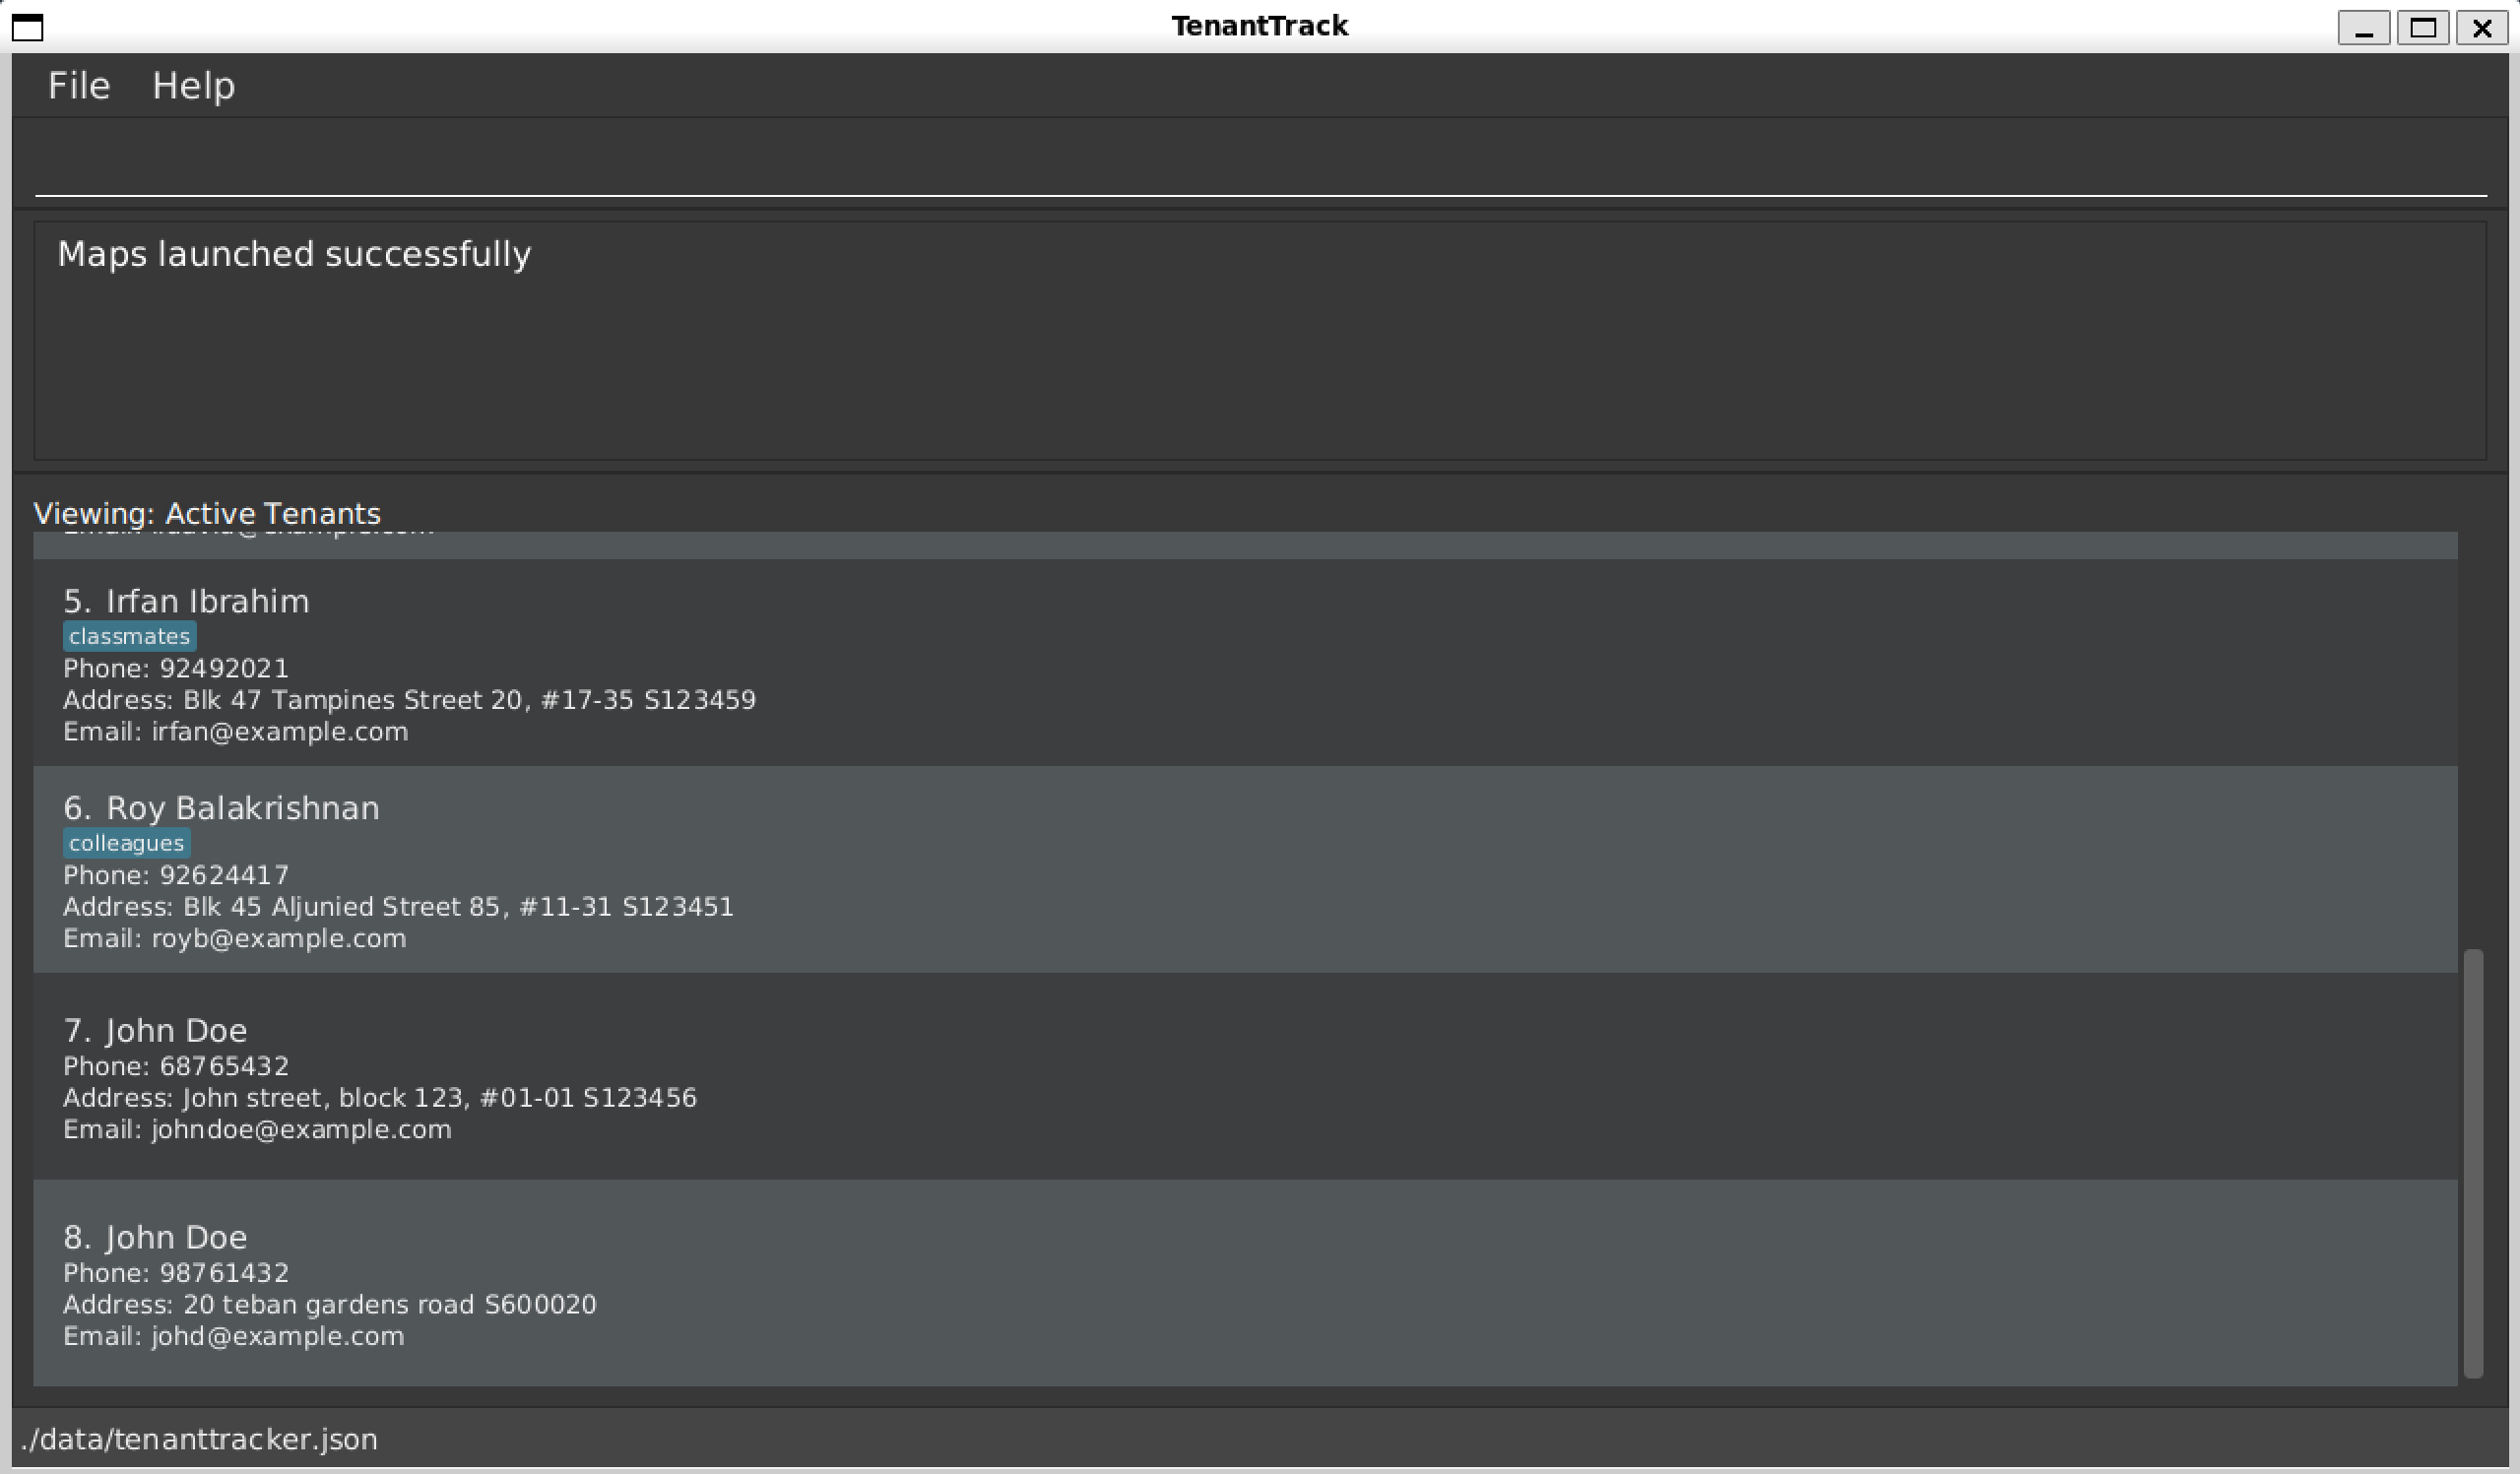 TenantTrack
File Help
Maps launched successfully
Viewing: Active Tenants
5. Irfan Ibrahim
classmates
Phone: 92492021
Address: Blk 47 Tampines Street 20, #17-35 S123459
Email: irfan@example.com
6. Roy Balakrishnan
colleagues
Phone: 92624417
Address: Blk 45 Aljunied Street 85, #11-31 S123451
Email: royb@example.com
7. John Doe
Phone: 68765432
Address: John street, block 123, #01-01 S123456
Email: johndoe@example.com
8. John Doe
Phone: 98761432
Address: 20 teban gardens road S600020
Email: johd@example.com
./data/tenanttracker.json